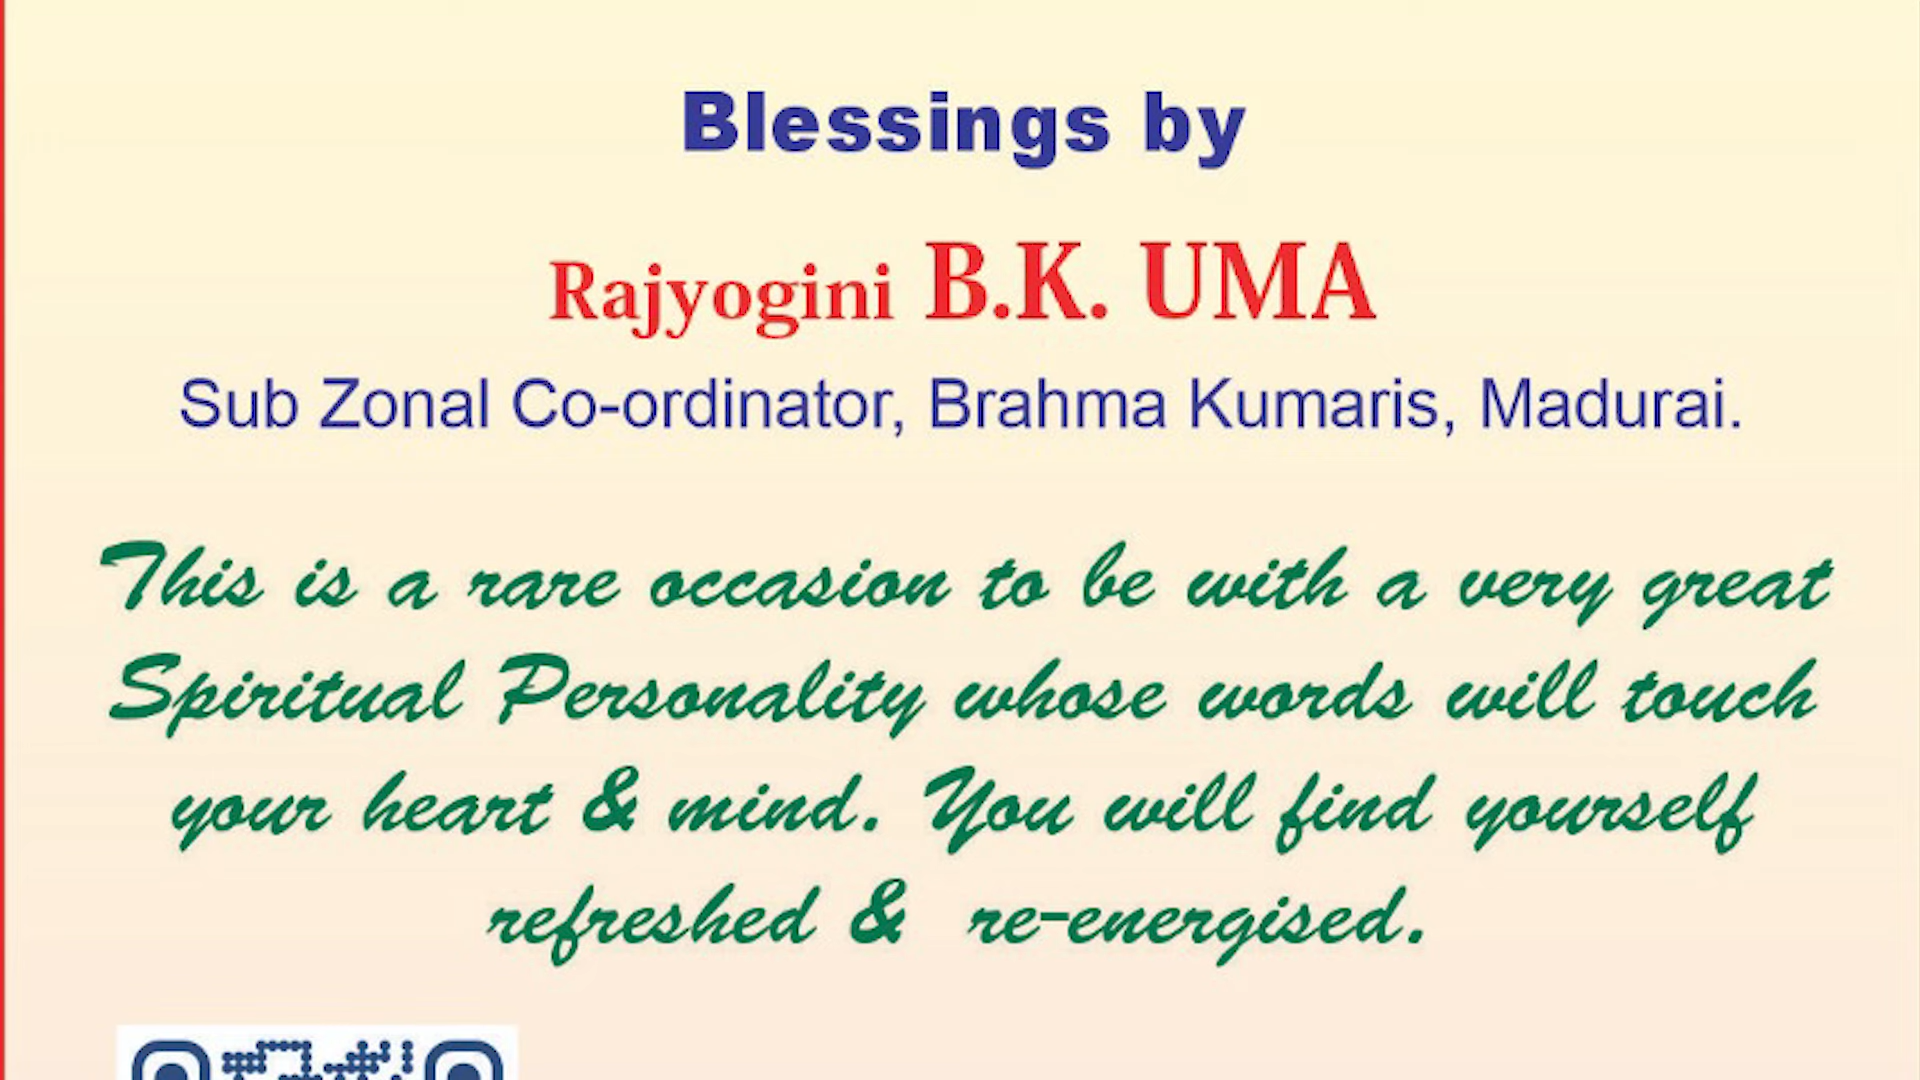 Blessings by
Rajyogini B.K. UMA
Sub Zonal Co-ordinator, Brahma Kumaris, Madurai.
This is a rare occasion to be with a very great
Spiritual Personality whose words will touch
your heart & mind. You will find yourself
refreshed & re-energised.